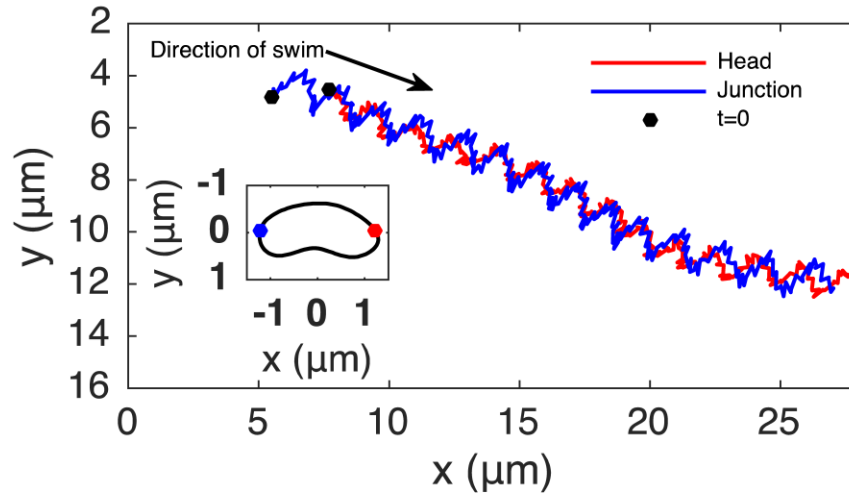 2
4
6
8
10
12
14
16
y (μm)
Direction of swim
Head
Junction
t=0
-1
0
1
y (μm)
-1 0 1
x (μm)
0 5 10 15 20 25
x (μm)